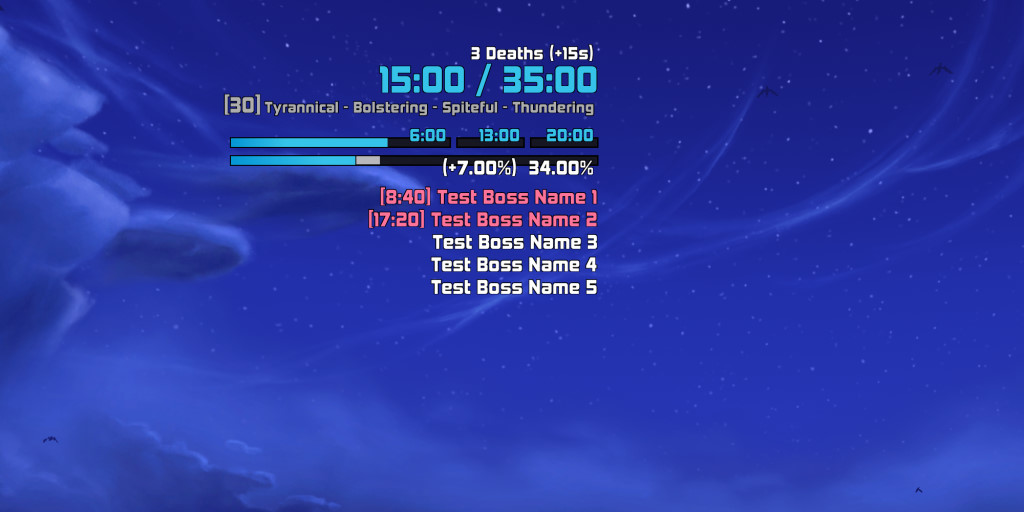 3 Deaths (+15s)
15:00 / 35:00
[30] Tyrannical - Bolstering - Spiteful - Thundering
6:00 13:00 20:00
(+7.00%) 34.00%
[8:40] Test Boss Name 1
[17:20] Test Boss Name 2
Test Boss Name 3
Test Boss Name 4
Test Boss Name 5